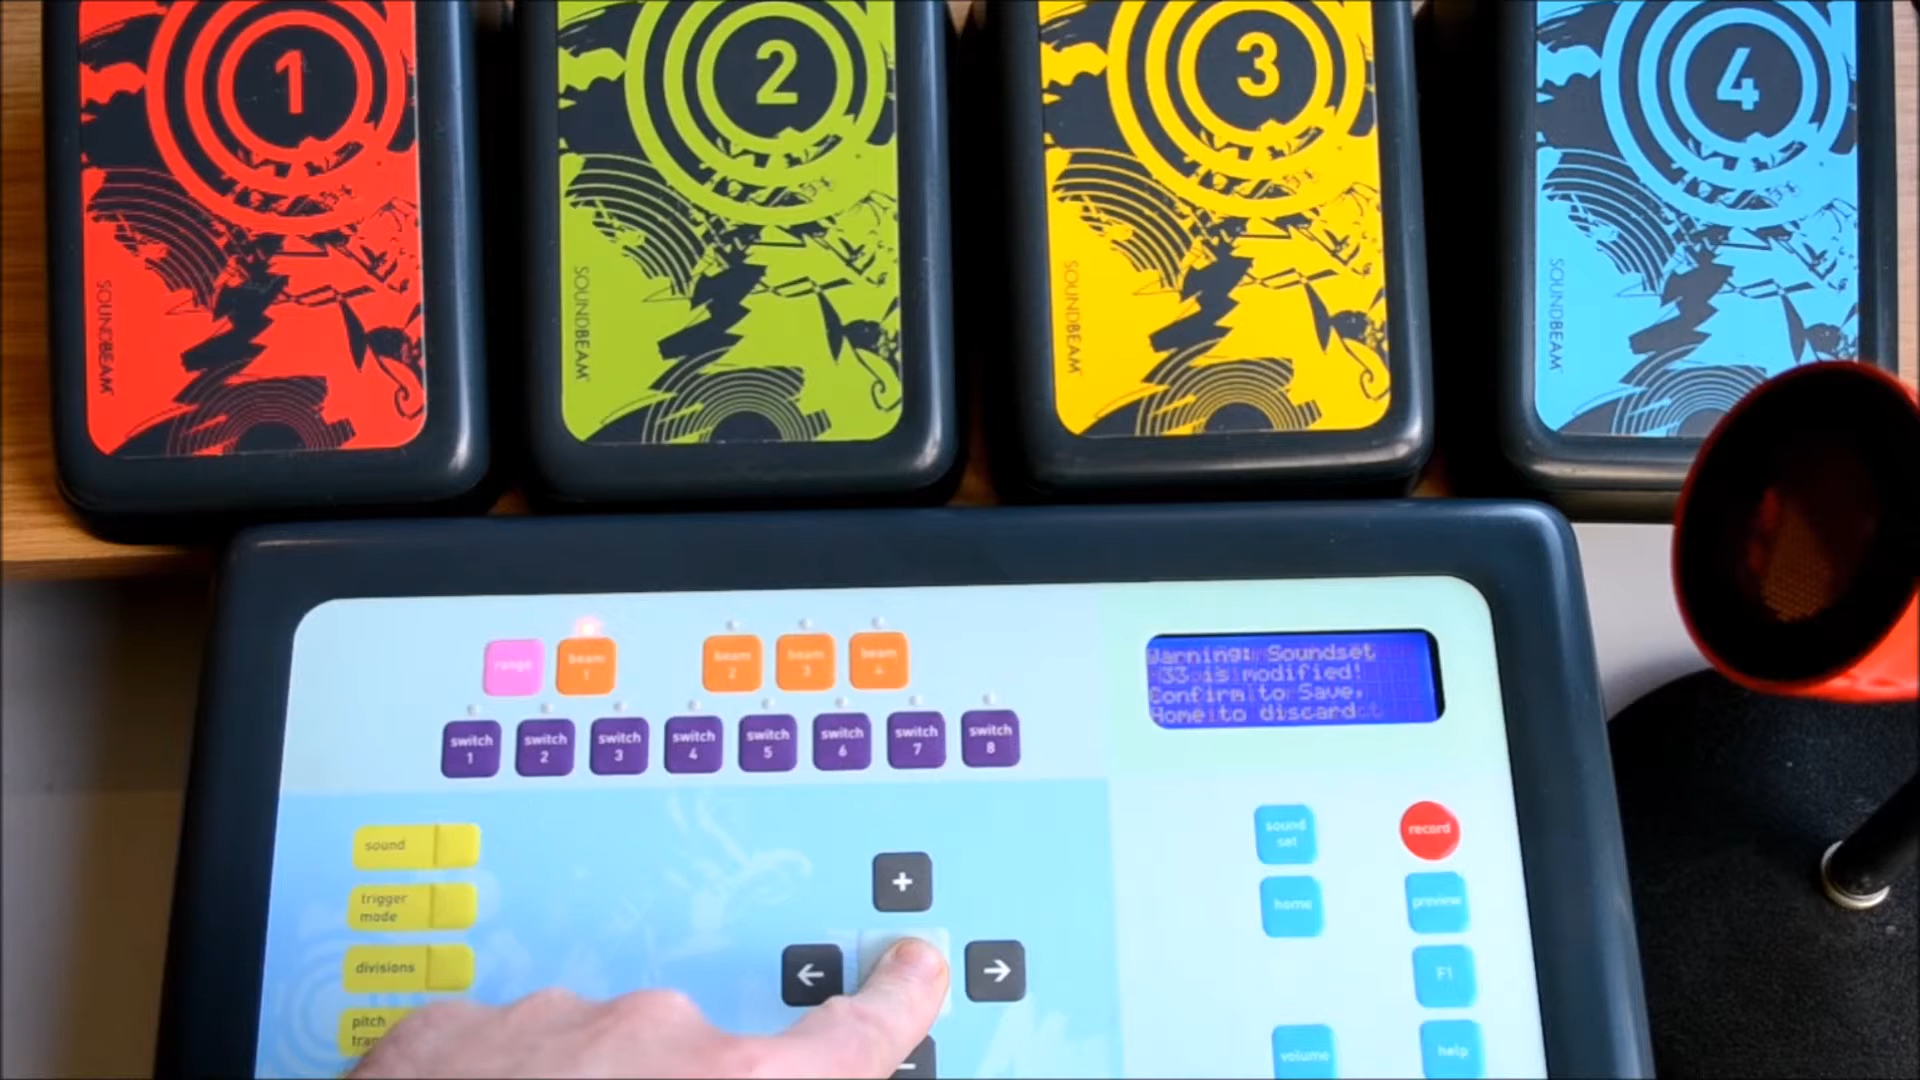 1
2
3
4
SOUNDBEAM
SOUNDBEAM
SOUNDBEAM
SOUNDBEAM
range
beam 1
beam 2
beam 3
beam 4
Warning: Soundset
33 is modified!
Confirm to Save,
Home to discard
switch 1
switch 2
switch 3
switch 4
switch 5
switch 6
switch 7
switch 8
sound
trigger mode
divisions
pitch
+
←
→
−
sound set
record
home
preview
F1
volume
help